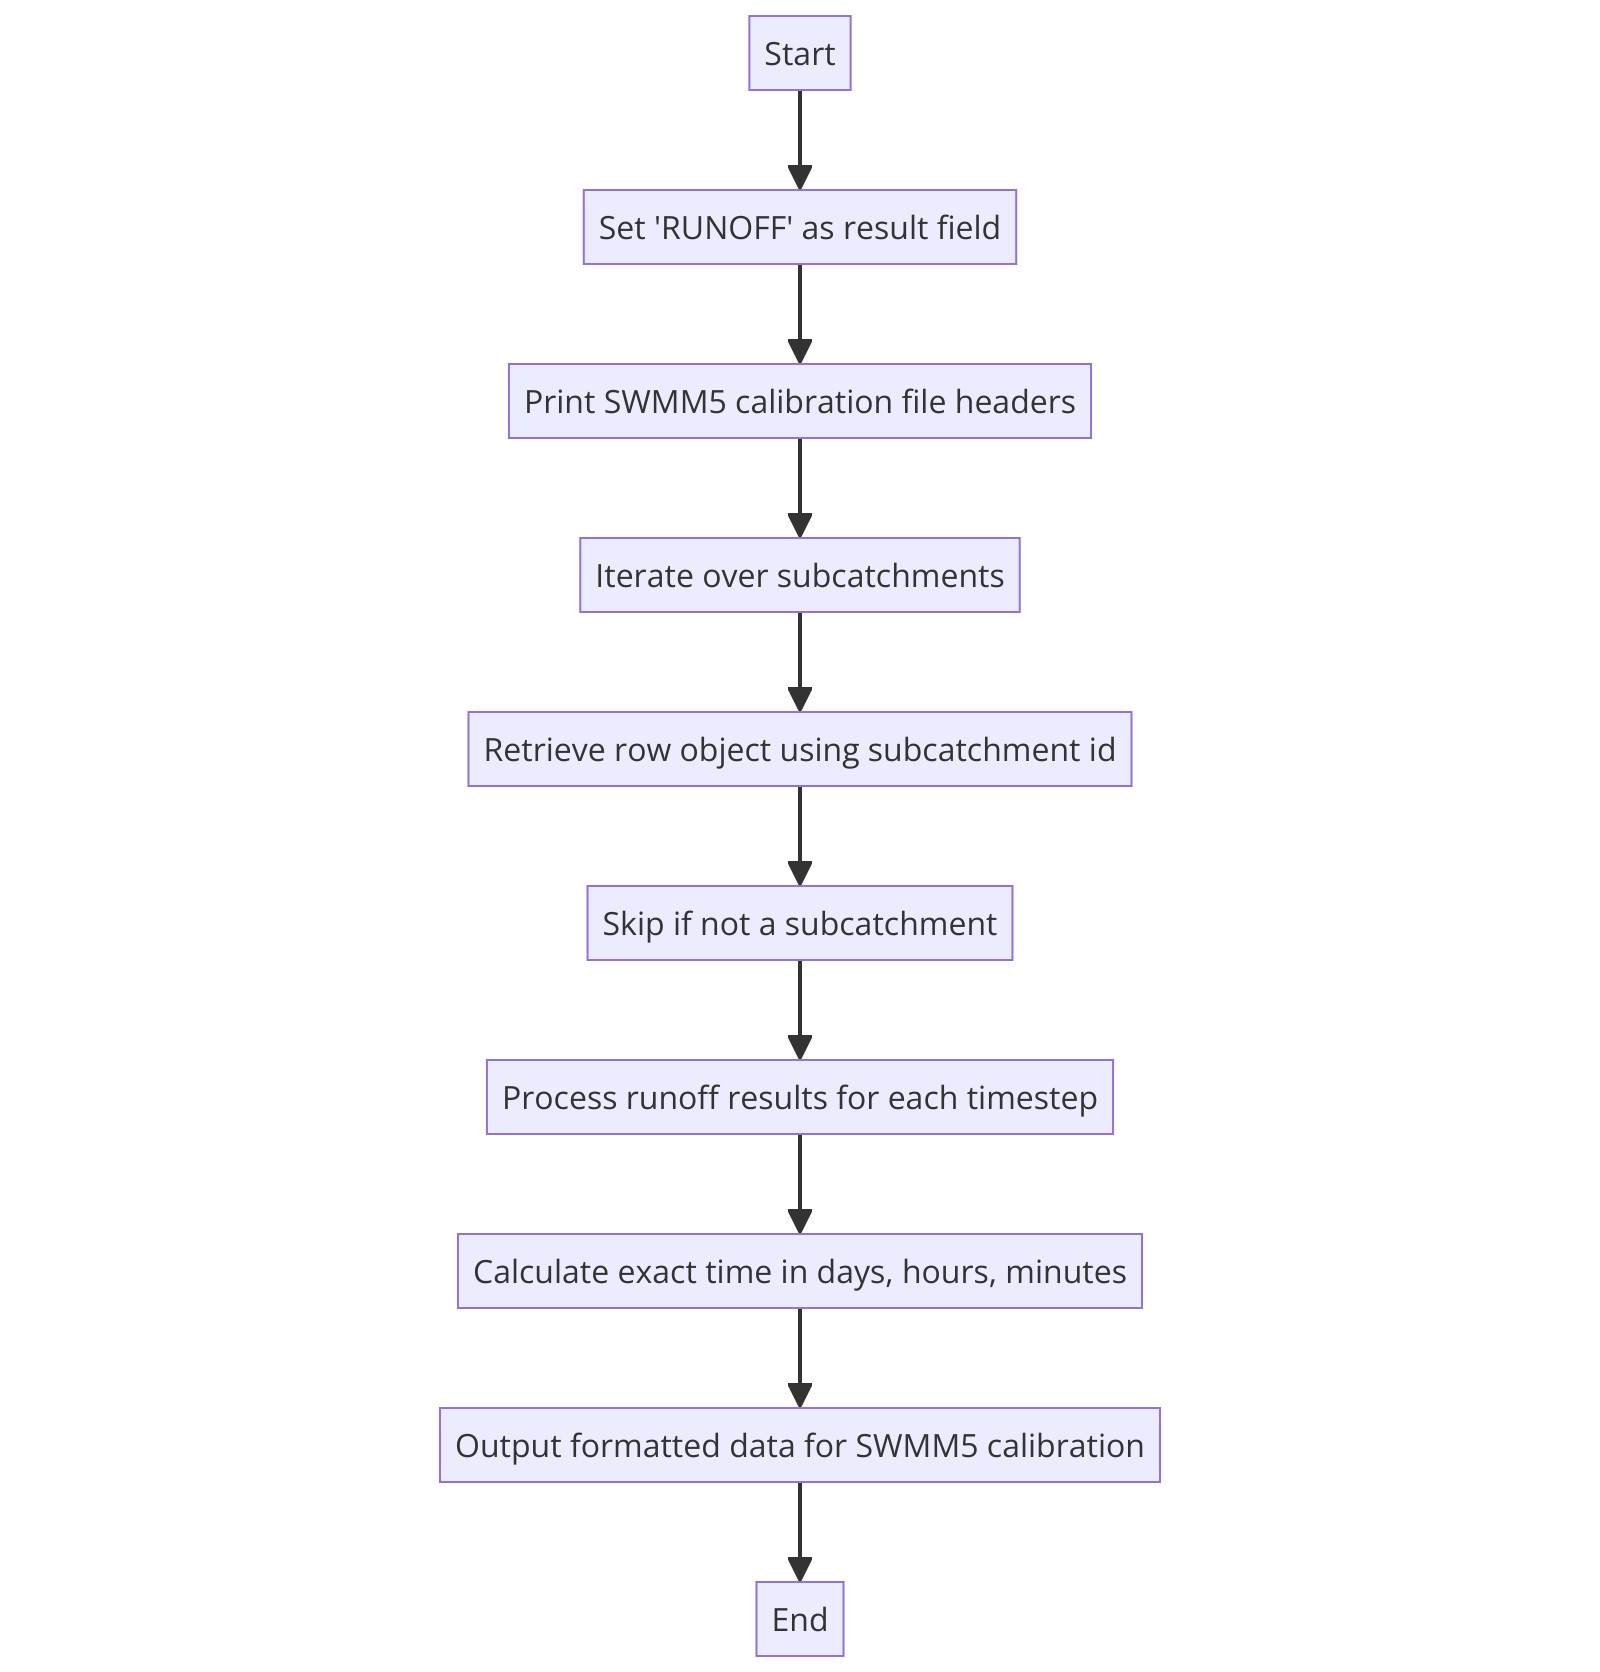 Start
Set 'RUNOFF' as result field
Print SWMM5 calibration file headers
Iterate over subcatchments
Retrieve row object using subcatchment id
Skip if not a subcatchment
Process runoff results for each timestep
Calculate exact time in days, hours, minutes
Output formatted data for SWMM5 calibration
End